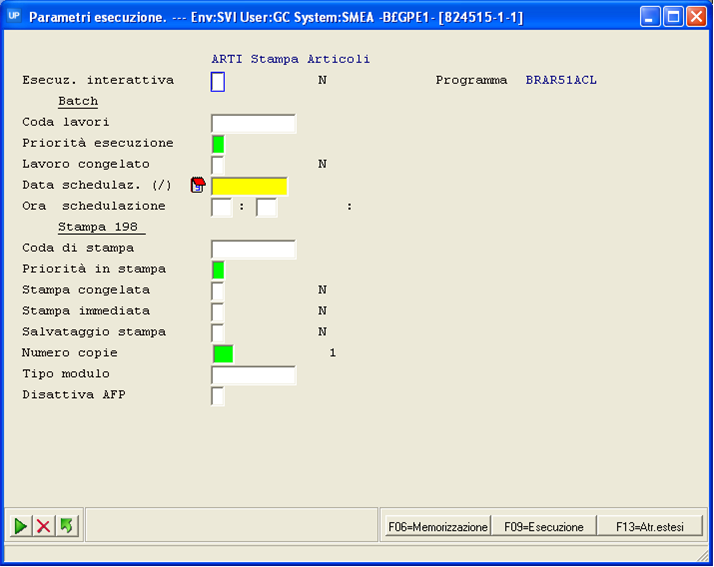 UP Parametri esecuzione. --- Env:SVI User:GC System:SMEA -B£GPE1- [824515-1-1]
ARTI Stampa Articoli
Esecuz. interattiva N Programma BRAR51ACL
Batch
Coda lavori
Priorità esecuzione
Lavoro congelato N
Data schedulaz. (/)
Ora schedulazione : :
Stampa 198
Coda di stampa
Priorità in stampa
Stampa congelata N
Stampa immediata N
Salvataggio stampa N
Numero copie 1
Tipo modulo
Disattiva AFP
F06=Memorizzazione F09=Esecuzione F13=Atr.estesi